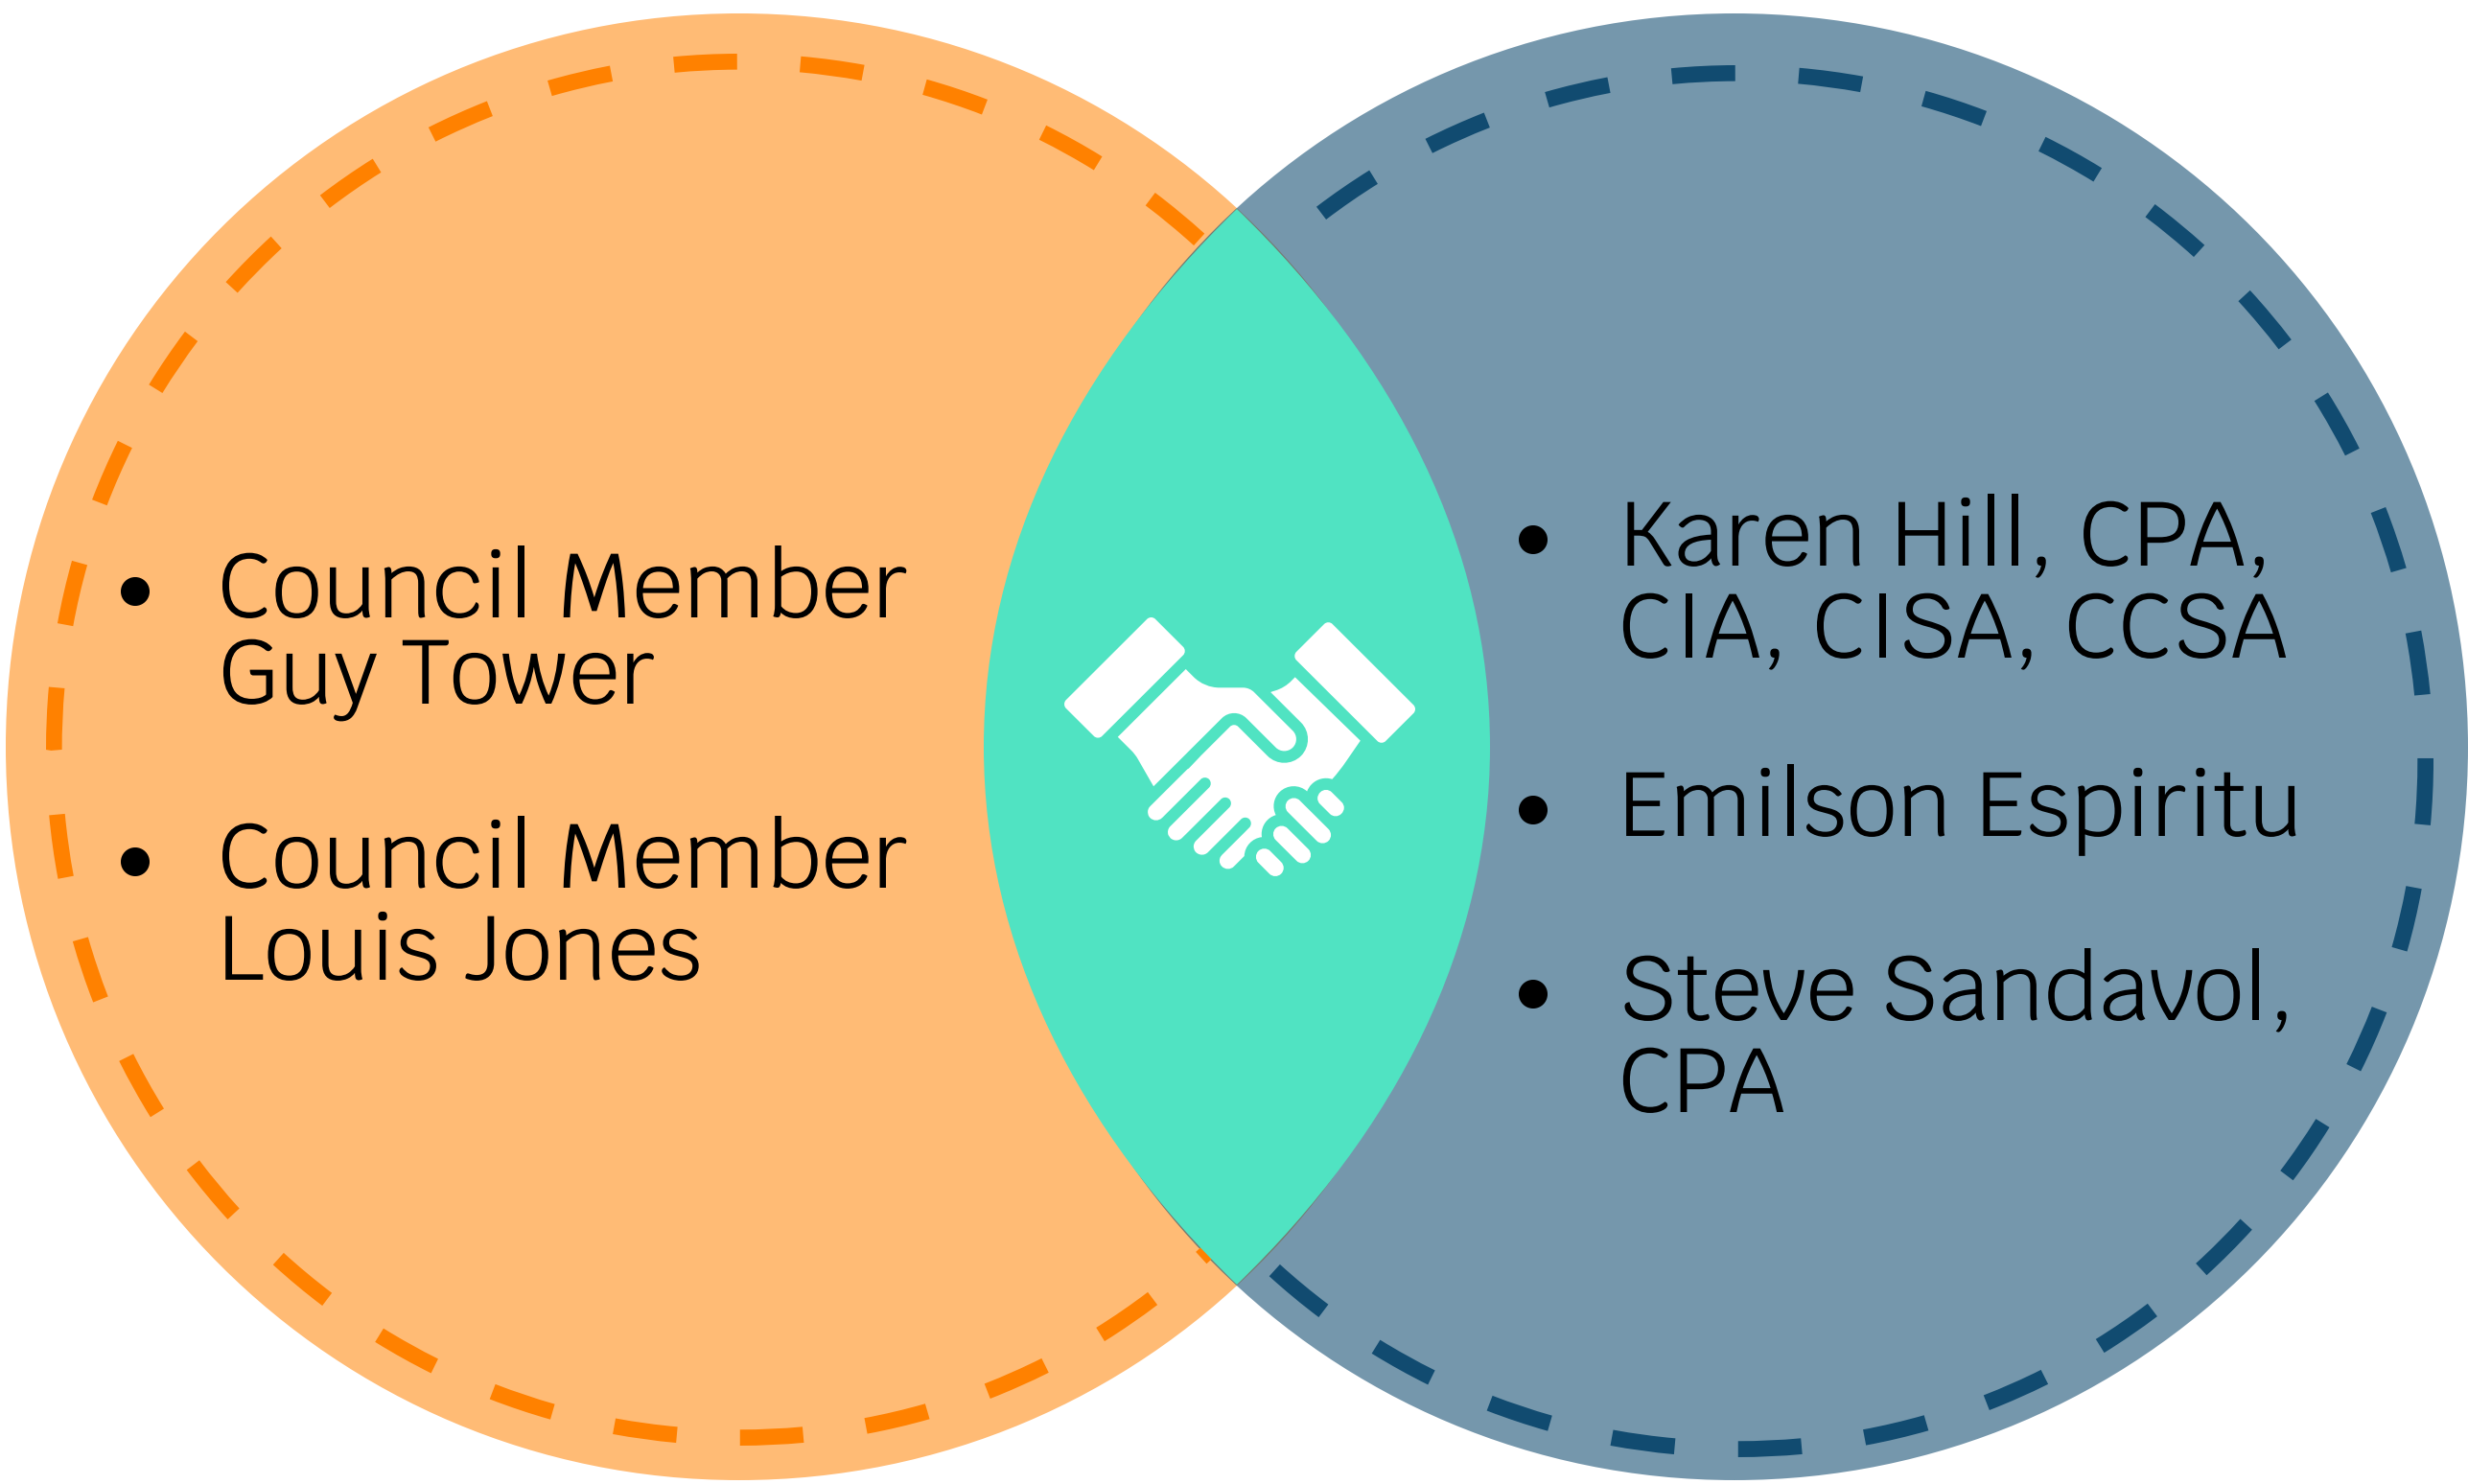 • Council Member
Guy Tower
• Council Member
Louis Jones
• Karen Hill, CPA,
CIA, CISA, CCSA
• Emilson Espiritu
• Steve Sandavol,
CPA